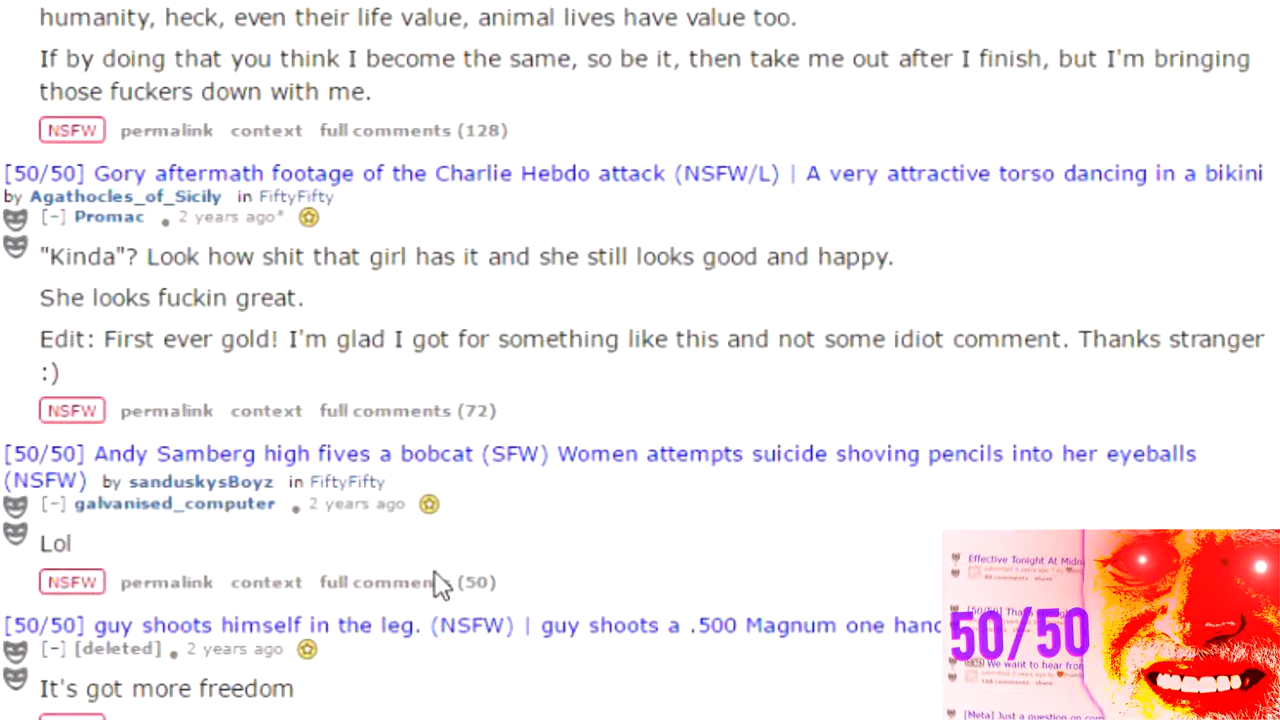 humanity, heck, even their life value, animal lives have value too.
If by doing that you think I become the same, so be it, then take me out after I finish, but I'm bringing
those fuckers down with me.
NSFW permalink context full comments (128)
[50/50] Gory aftermath footage of the Charlie Hebdo attack (NSFW/L) | A very attractive torso dancing in a bikini
by Agathocles_of_Sicily in FiftyFifty
[-] Promac 2 years ago*
"Kinda"? Look how shit that girl has it and she still looks good and happy.
She looks fuckin great.
Edit: First ever gold! I'm glad I got for something like this and not some idiot comment. Thanks stranger
:)
NSFW permalink context full comments (72)
[50/50] Andy Samberg high fives a bobcat (SFW) Women attempts suicide shoving pencils into her eyeballs
(NSFW) by sanduskysBoyz in FiftyFifty
[-] galvanised_computer 2 years ago
Lol
NSFW permalink context full commen (50)
[50/50] guy shoots himself in the leg. (NSFW) | guy shoots a .500 Magnum one hand
[-] [deleted] 2 years ago
It's got more freedom
Effective Tonight At Midn
50/50
We want to hear from
[Meta] Just a question on com